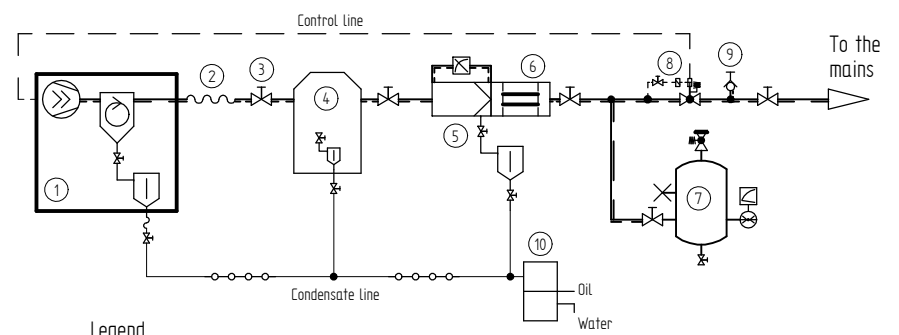 Control line
To the
mains
1
2
3
4
5
6
7
8
9
10
Condensate line
Oil
Water
Legend